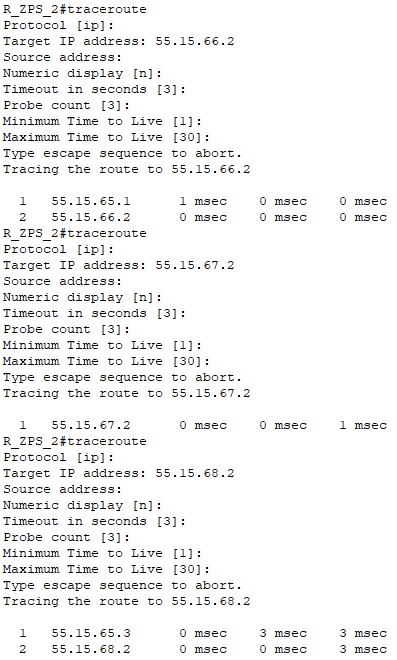 R_ZPS_2#traceroute
Protocol [ip]:
Target IP address: 55.15.66.2
Source address:
Numeric display [n]:
Timeout in seconds [3]:
Probe count [3]:
Minimum Time to Live [1]:
Maximum Time to Live [30]:
Type escape sequence to abort.
Tracing the route to 55.15.66.2
1 55.15.65.1 1 msec 0 msec 0 msec
2 55.15.66.2 0 msec 0 msec 0 msec
R_ZPS_2#traceroute
Protocol [ip]:
Target IP address: 55.15.67.2
Source address:
Numeric display [n]:
Timeout in seconds [3]:
Probe count [3]:
Minimum Time to Live [1]:
Maximum Time to Live [30]:
Type escape sequence to abort.
Tracing the route to 55.15.67.2
1 55.15.67.2 0 msec 0 msec 1 msec
R_ZPS_2#traceroute
Protocol [ip]:
Target IP address: 55.15.68.2
Source address:
Numeric display [n]:
Timeout in seconds [3]:
Probe count [3]:
Minimum Time to Live [1]:
Maximum Time to Live [30]:
Type escape sequence to abort.
Tracing the route to 55.15.68.2
1 55.15.65.3 0 msec 3 msec 3 msec
2 55.15.68.2 0 msec 0 msec 3 msec